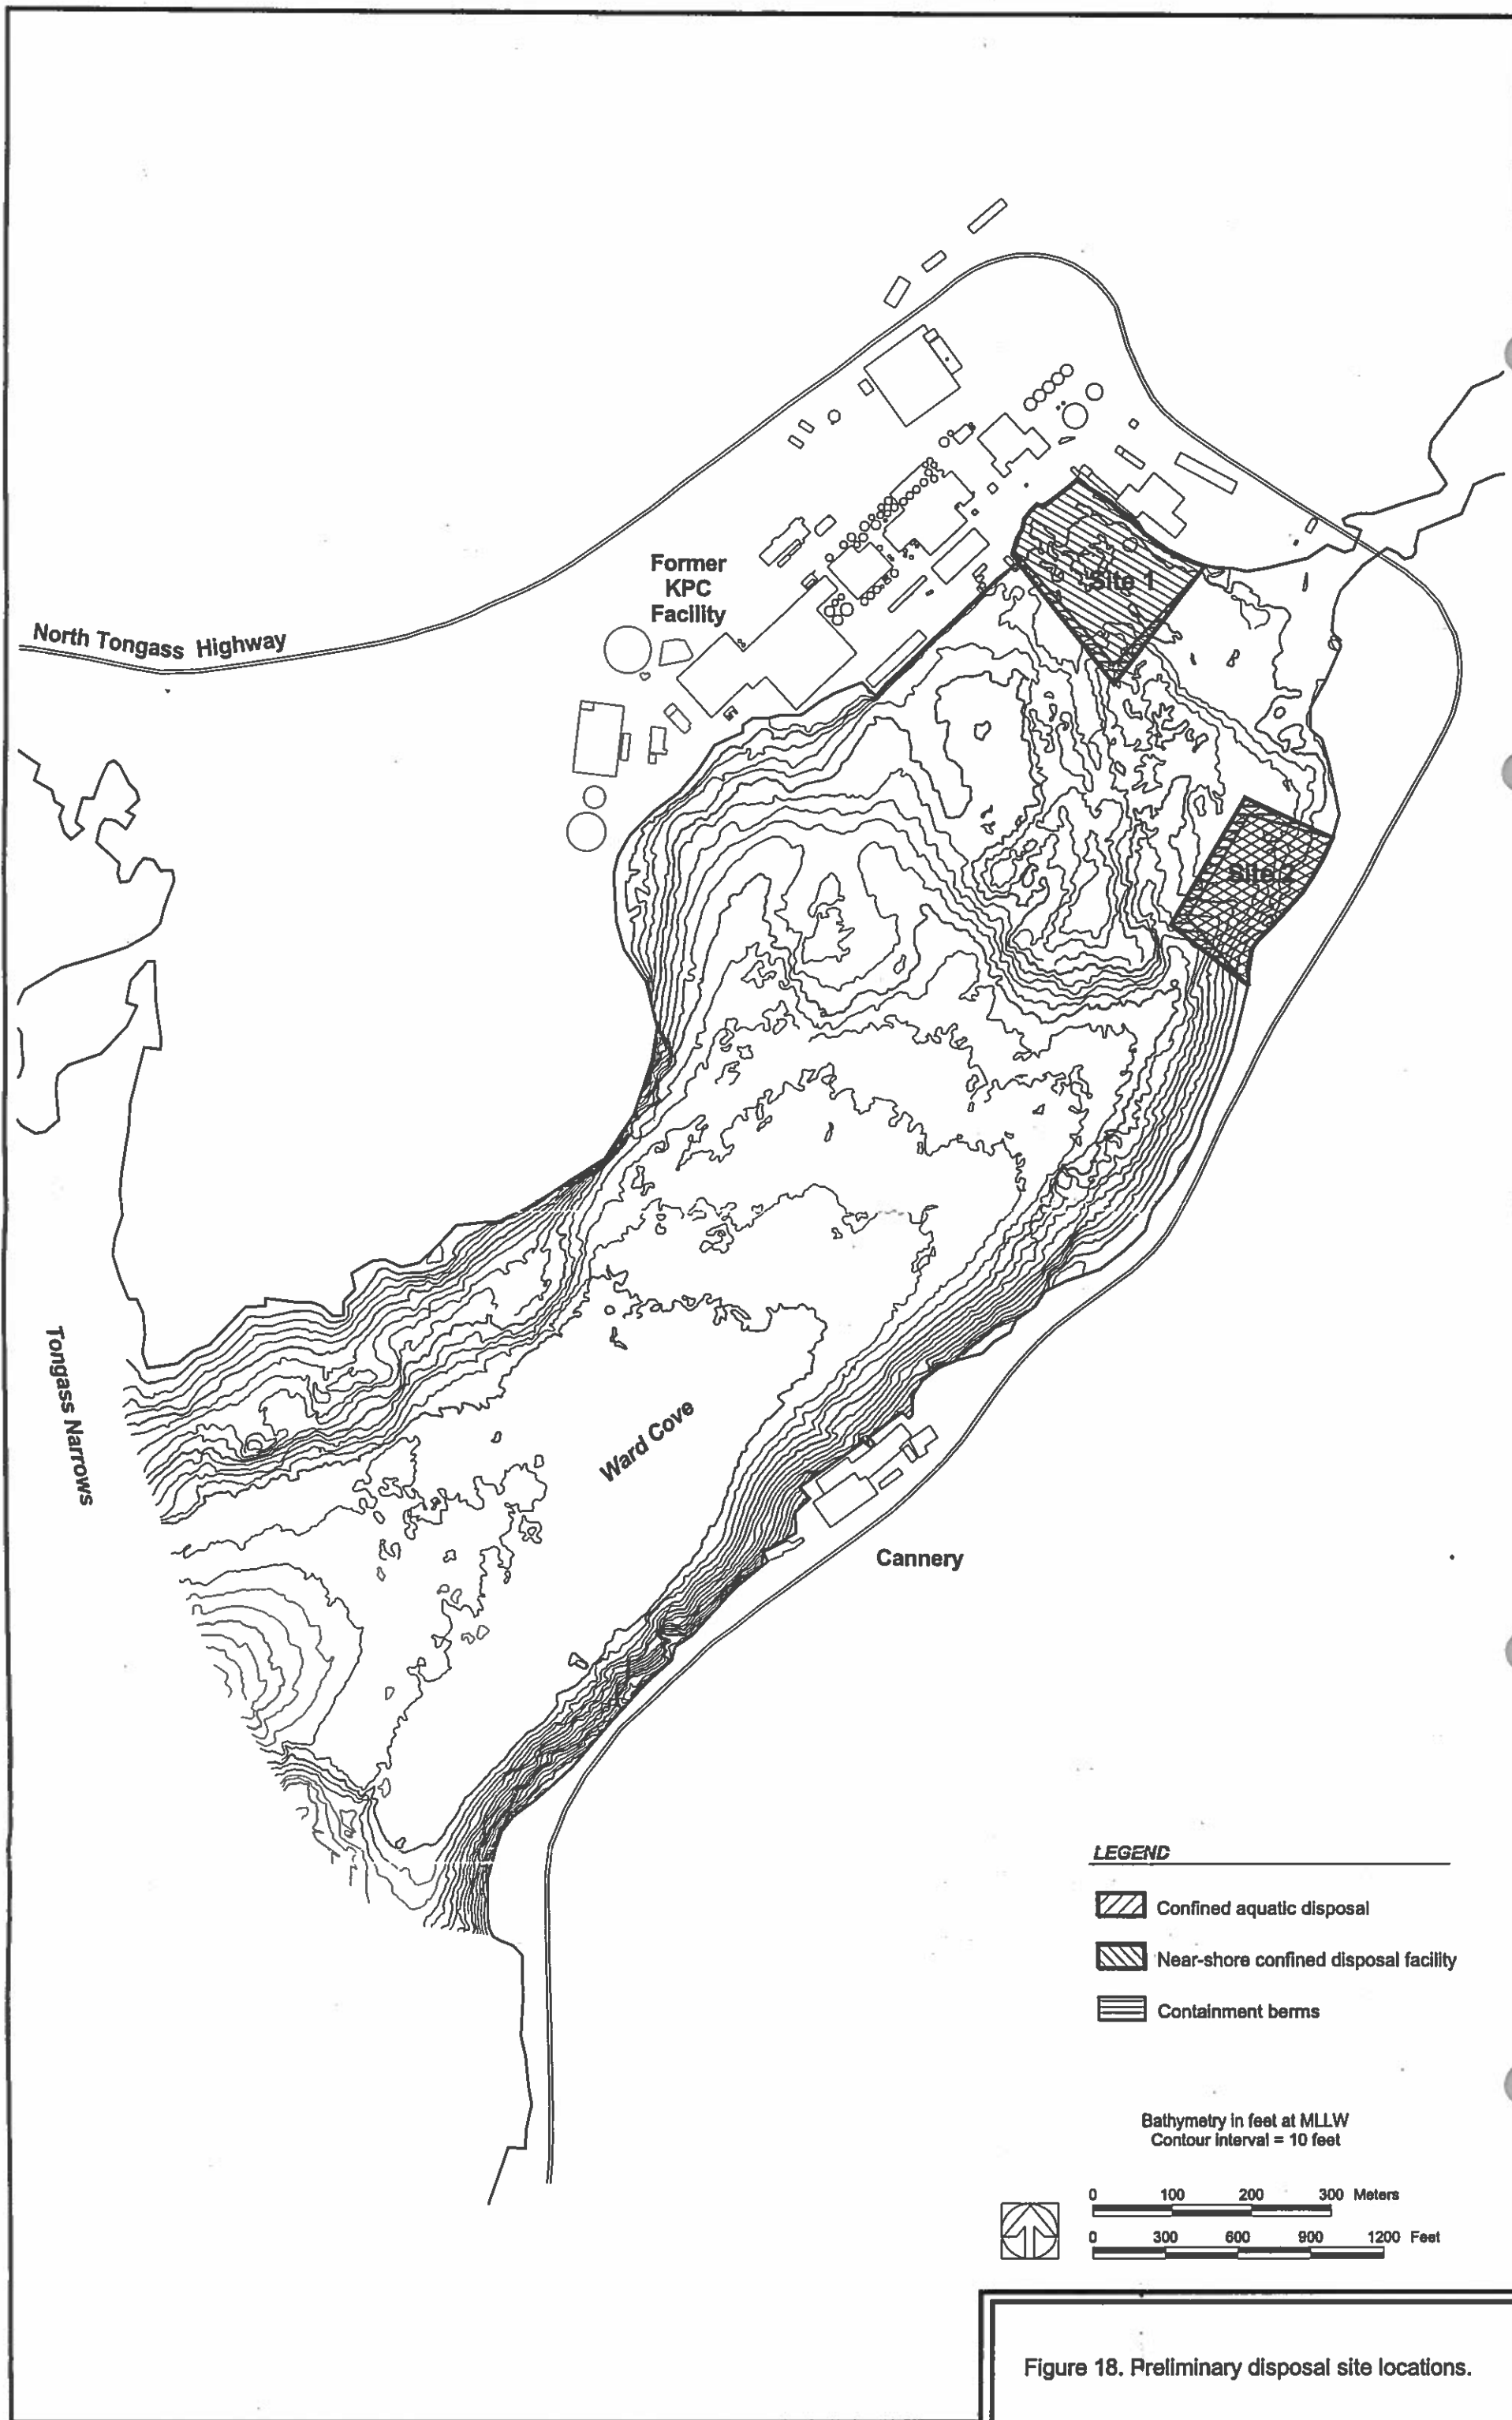 Former
KPC
Facility
North Tongass Highway
Site 1
Site 2
Tongass Narrows
Ward Cove
Cannery
LEGEND
Confined aquatic disposal
Near-shore confined disposal facility
Containment berms
Bathymetry in feet at MLLW
Contour interval = 10 feet
0 100 200 300 Meters
0 300 600 900 1200 Feet
Figure 18. Preliminary disposal site locations.